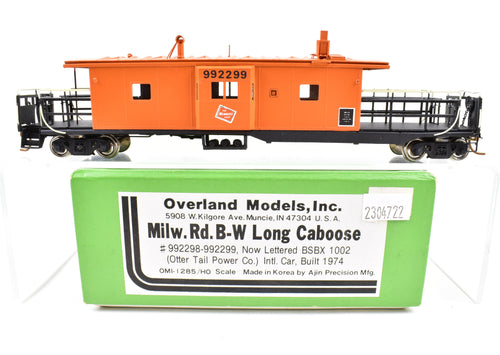 992299
Overland Models, Inc.
5908 W. Kilgore Ave. Muncie, IN 47304 U. S. A.
2304722
Milw. Rd. B-W Long Caboose
# 992298-992299, Now Lettered BSBX 1002
(Otter Tail Power Co.) Intl. Car, Built 1974
OMI-1285/HO Scale Made in Korea by Ajin Precision Mfg.